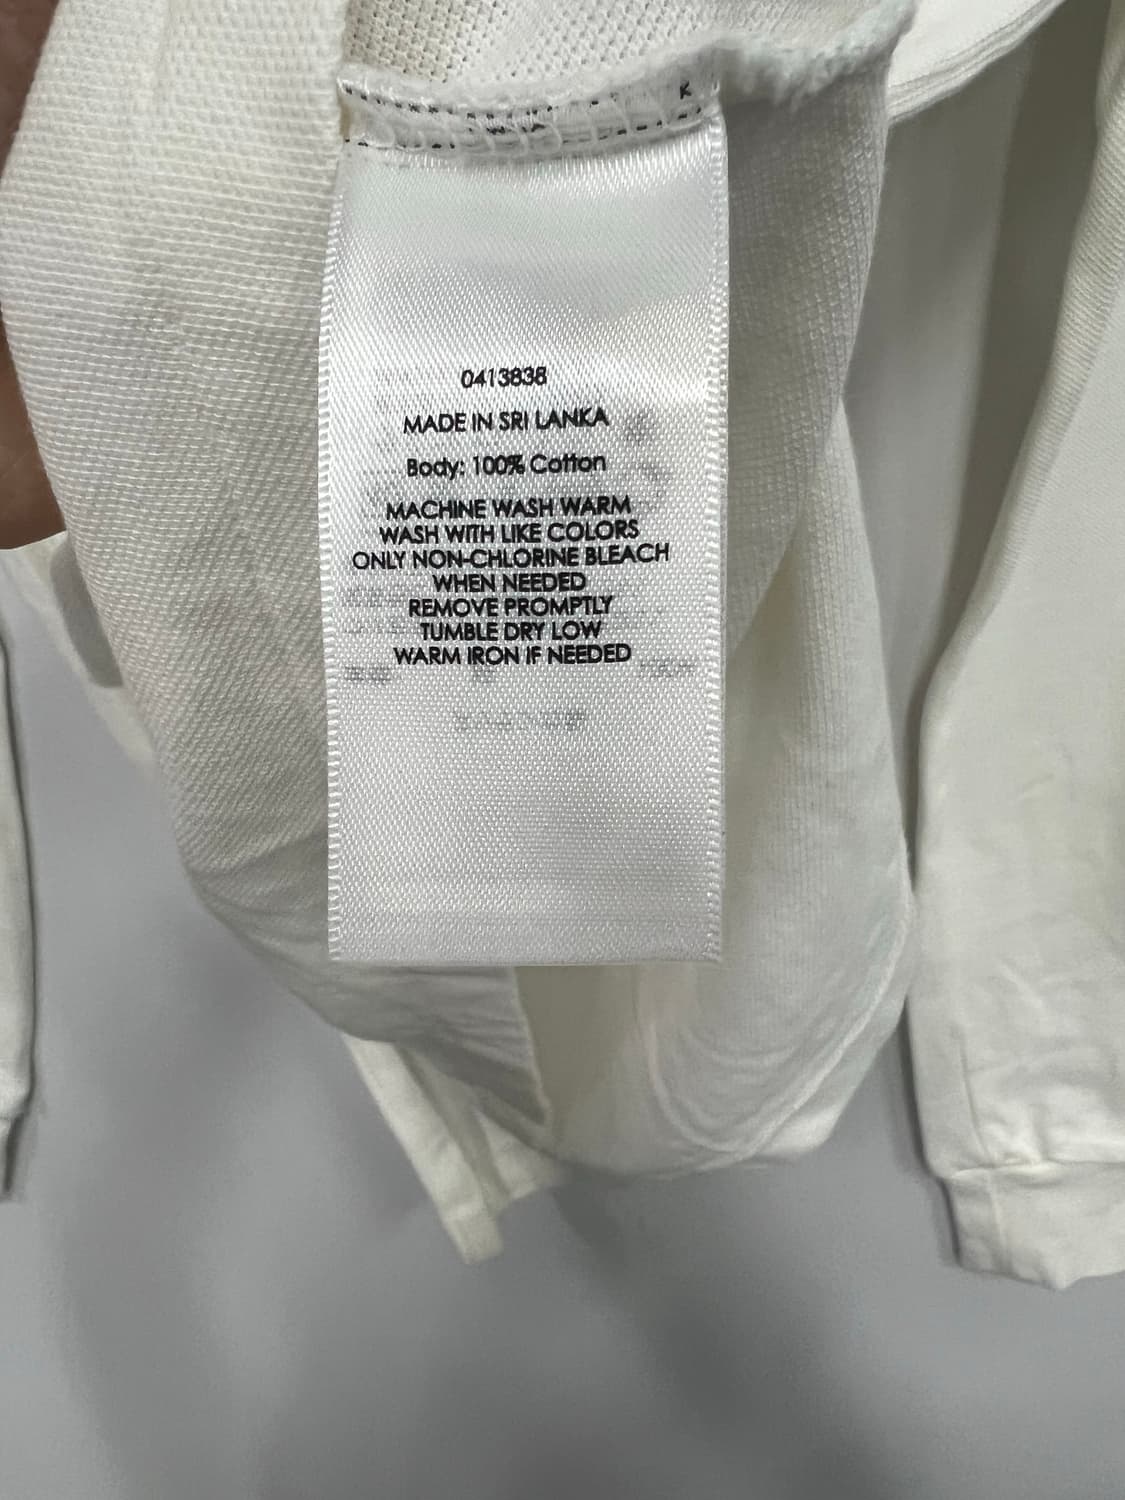 K
0413838
MADE IN SRI LANKA
Body: 100% Cotton
MACHINE WASH WARM
WASH WITH LIKE COLORS
ONLY NON-CHLORINE BLEACH
WHEN NEEDED
REMOVE PROMPTLY
TUMBLE DRY LOW
WARM IRON IF NEEDED